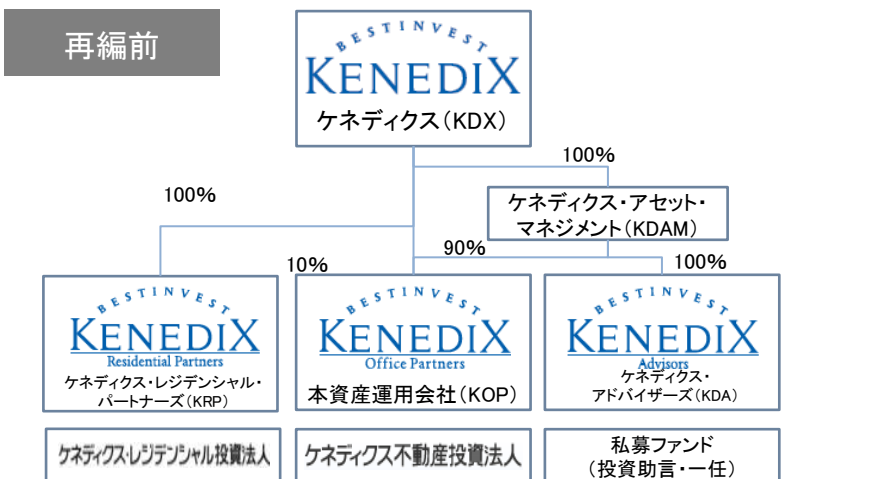 再編前
BESTINVEST
KENEDIX
ケネディクス（KDX）
100%
ケネディクス・アセット・
マネジメント（KDAM）
100%
10%
90%
100%
BESTINVEST
KENEDIX
Residential Partners
ケネディクス・レジデンシャル・
パートナーズ（KRP）
BESTINVEST
KENEDIX
Office Partners
本資産運用会社（KOP）
BESTINVEST
KENEDIX
Advisors
ケネディクス・
アドバイザーズ（KDA）
ケネディクス・レジデンシャル投資法人
ケネディクス不動産投資法人
私募ファンド
（投資助言・一任）